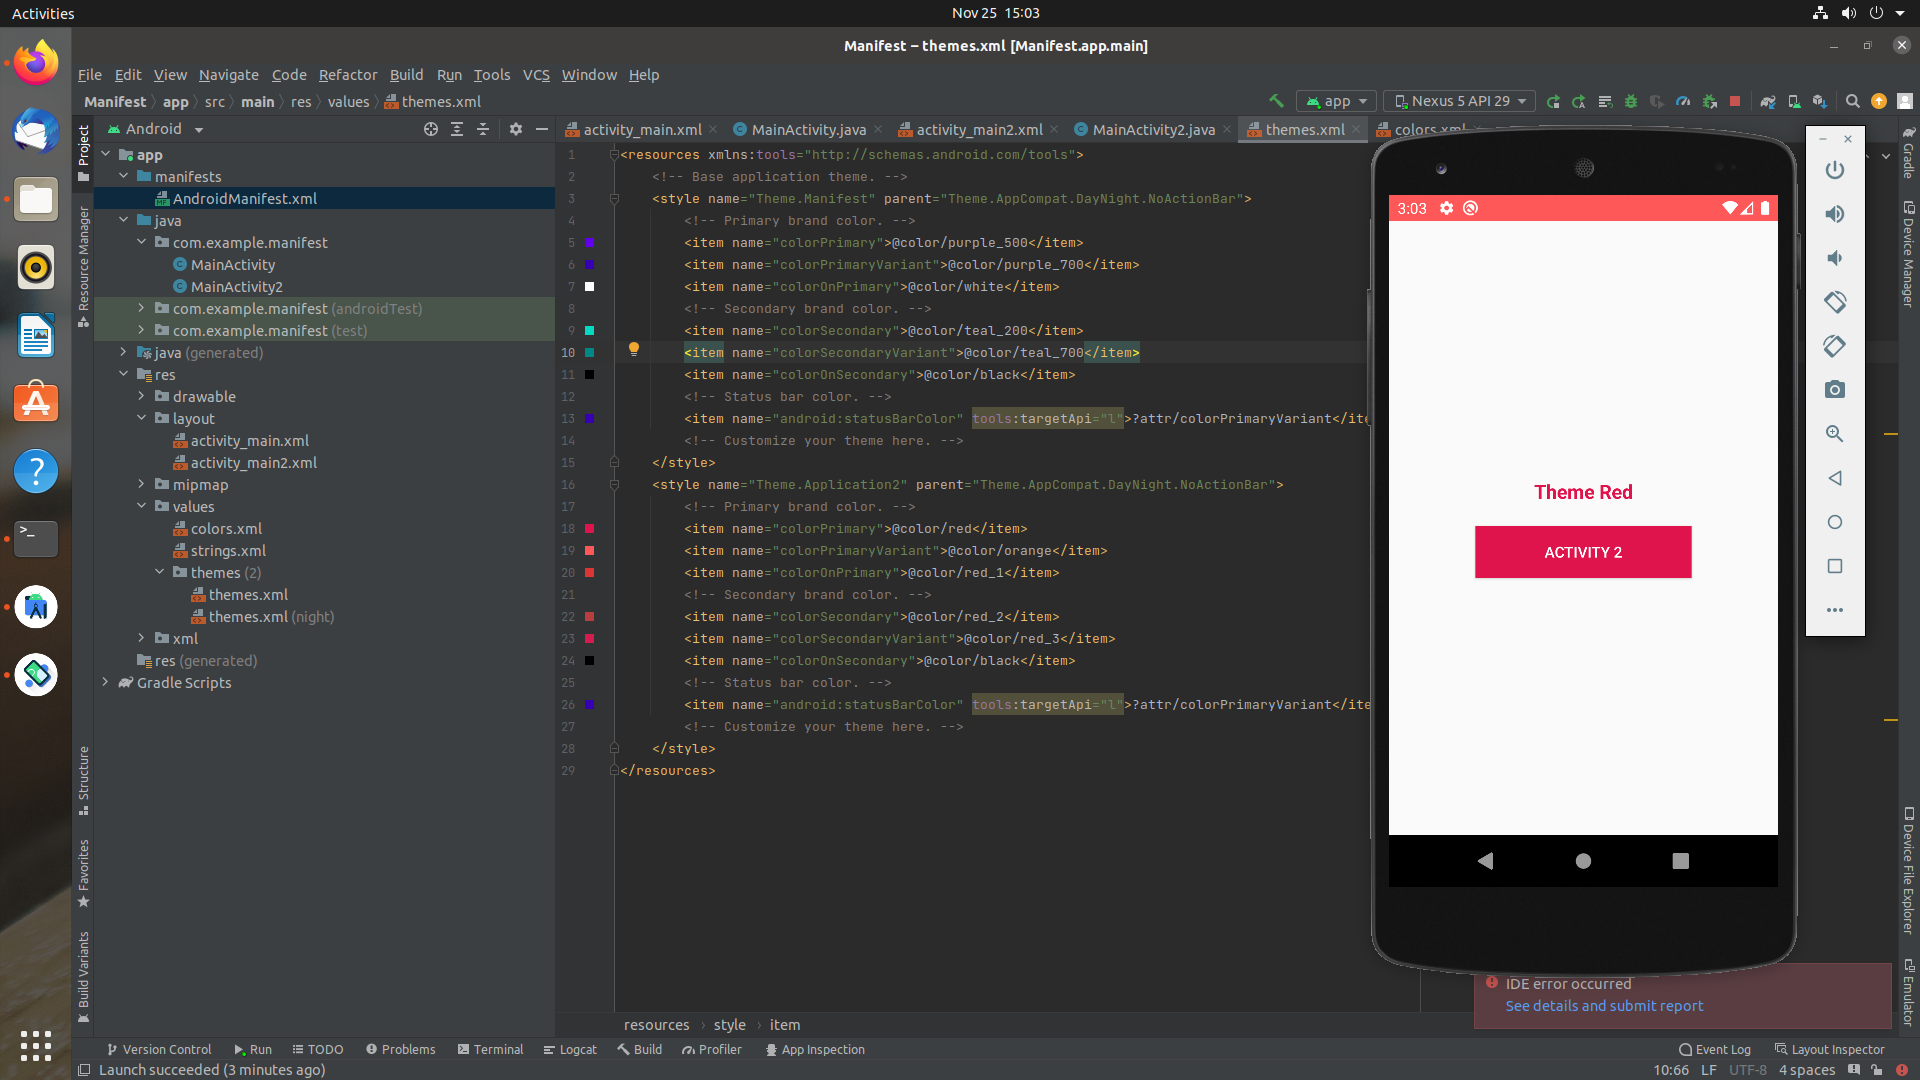 Activities
Nov 25 15:03
Manifest – themes.xml [Manifest.app.main]
File Edit View Navigate Code Refactor Build Run Tools VCS Window Help
Manifest app src main res values themes.xml
app
Nexus 5 API 29
Android
activity_main.xml
MainActivity.java
activity_main2.xml
MainActivity2.java
themes.xml
colors.xml
Project
Resource Manager
Structure
Favorites
Build Variants
app
manifests
AndroidManifest.xml
java
com.example.manifest
MainActivity
MainActivity2
com.example.manifest (androidTest)
com.example.manifest (test)
java (generated)
res
drawable
layout
activity_main.xml
activity_main2.xml
mipmap
values
colors.xml
strings.xml
themes (2)
themes.xml
themes.xml (night)
xml
res (generated)
Gradle Scripts
1 <resources xmlns:tools="http://schemas.android.com/tools">
2 <!-- Base application theme. -->
3 <style name="Theme.Manifest" parent="Theme.AppCompat.DayNight.NoActionBar">
4 <!-- Primary brand color. -->
5 <item name="colorPrimary">@color/purple_500</item>
6 <item name="colorPrimaryVariant">@color/purple_700</item>
7 <item name="colorOnPrimary">@color/white</item>
8 <!-- Secondary brand color. -->
9 <item name="colorSecondary">@color/teal_200</item>
10 <item name="colorSecondaryVariant">@color/teal_700</item>
11 <item name="colorOnSecondary">@color/black</item>
12 <!-- Status bar color. -->
13 <item name="android:statusBarColor" tools:targetApi="l">?attr/colorPrimaryVariant</ite
14 <!-- Customize your theme here. -->
15 </style>
16 <style name="Theme.Application2" parent="Theme.AppCompat.DayNight.NoActionBar">
17 <!-- Primary brand color. -->
18 <item name="colorPrimary">@color/red</item>
19 <item name="colorPrimaryVariant">@color/orange</item>
20 <item name="colorOnPrimary">@color/red_1</item>
21 <!-- Secondary brand color. -->
22 <item name="colorSecondary">@color/red_2</item>
23 <item name="colorSecondaryVariant">@color/red_3</item>
24 <item name="colorOnSecondary">@color/black</item>
25 <!-- Status bar color. -->
26 <item name="android:statusBarColor" tools:targetApi="l">?attr/colorPrimaryVariant</ite
27 <!-- Customize your theme here. -->
28 </style>
29 </resources>
3:03
Theme Red
ACTIVITY 2
Gradle
Device Manager
Device File Explorer
Emulator
IDE error occurred
See details and submit report
resources style item
Version Control Run TODO Problems Terminal Logcat Build Profiler App Inspection
Event Log Layout Inspector
Launch succeeded (3 minutes ago)
10:66 LF UTF-8 4 spaces